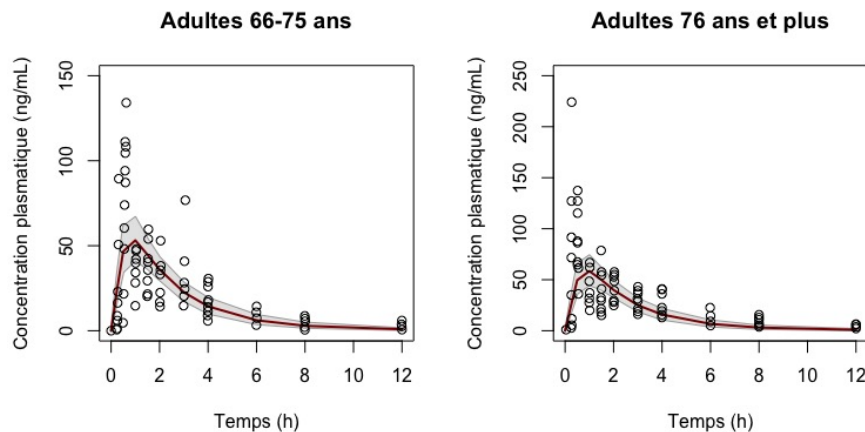 Adultes 66-75 ans
Concentration plasmatique (ng/mL)
150
100
50
0
0 2 4 6 8 10 12
Temps (h)
Adultes 76 ans et plus
Concentration plasmatique (ng/mL)
250
200
150
100
50
0
0 2 4 6 8 10 12
Temps (h)